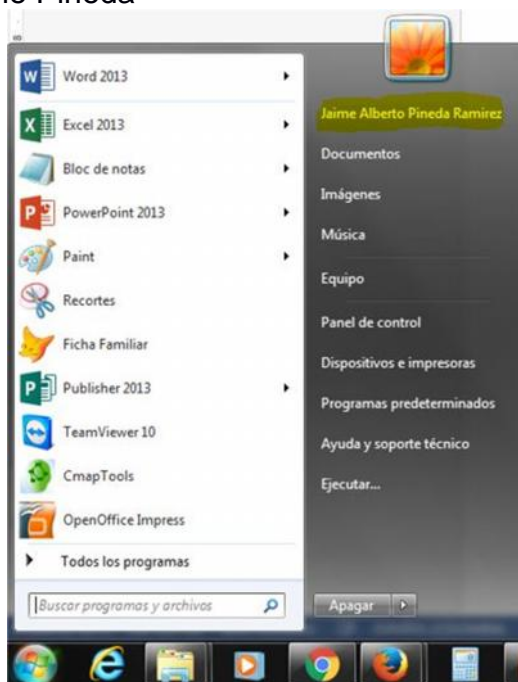 Word 2013
Excel 2013
Bloc de notas
PowerPoint 2013
Paint
Recortes
Ficha Familiar
Publisher 2013
TeamViewer 10
CmapTools
OpenOffice Impress
Todos los programas
Buscar programas y archivos
Jaime Alberto Pineda Ramirez
Documentos
Imágenes
Música
Equipo
Panel de control
Dispositivos e impresoras
Programas predeterminados
Ayuda y soporte técnico
Ejecutar...
Apagar